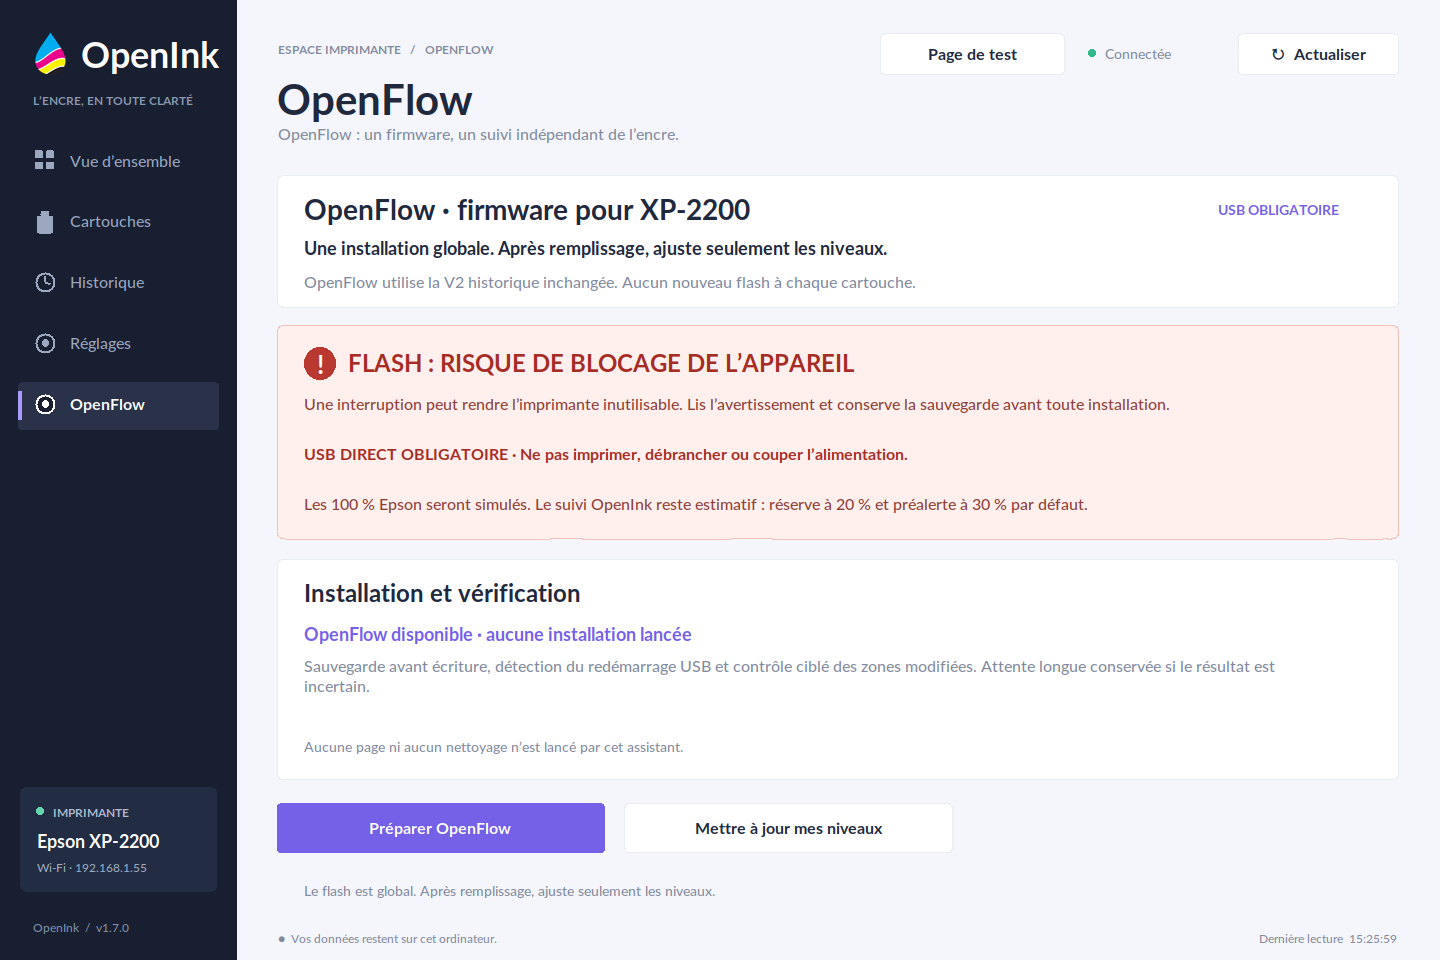 OpenInk
L’ENCRE, EN TOUTE CLARTÉ
Vue d’ensemble
Cartouches
Historique
Réglages
OpenFlow
IMPRIMANTE
Epson XP-2200
Wi-Fi · 192.168.1.55
OpenInk / v1.7.0
ESPACE IMPRIMANTE / OPENFLOW
Page de test
Connectée
↻ Actualiser
OpenFlow
OpenFlow : un firmware, un suivi indépendant de l’encre.
OpenFlow · firmware pour XP-2200
USB OBLIGATOIRE
Une installation globale. Après remplissage, ajuste seulement les niveaux.
OpenFlow utilise la V2 historique inchangée. Aucun nouveau flash à chaque cartouche.
! FLASH : RISQUE DE BLOCAGE DE L’APPAREIL
Une interruption peut rendre l’imprimante inutilisable. Lis l’avertissement et conserve la sauvegarde avant toute installation.
USB DIRECT OBLIGATOIRE · Ne pas imprimer, débrancher ou couper l’alimentation.
Les 100 % Epson seront simulés. Le suivi OpenInk reste estimatif : réserve à 20 % et préalerte à 30 % par défaut.
Installation et vérification
OpenFlow disponible · aucune installation lancée
Sauvegarde avant écriture, détection du redémarrage USB et contrôle ciblé des zones modifiées. Attente longue conservée si le résultat est
incertain.
Aucune page ni aucun nettoyage n’est lancé par cet assistant.
Préparer OpenFlow
Mettre à jour mes niveaux
Le flash est global. Après remplissage, ajuste seulement les niveaux.
● Vos données restent sur cet ordinateur.
Dernière lecture 15:25:59